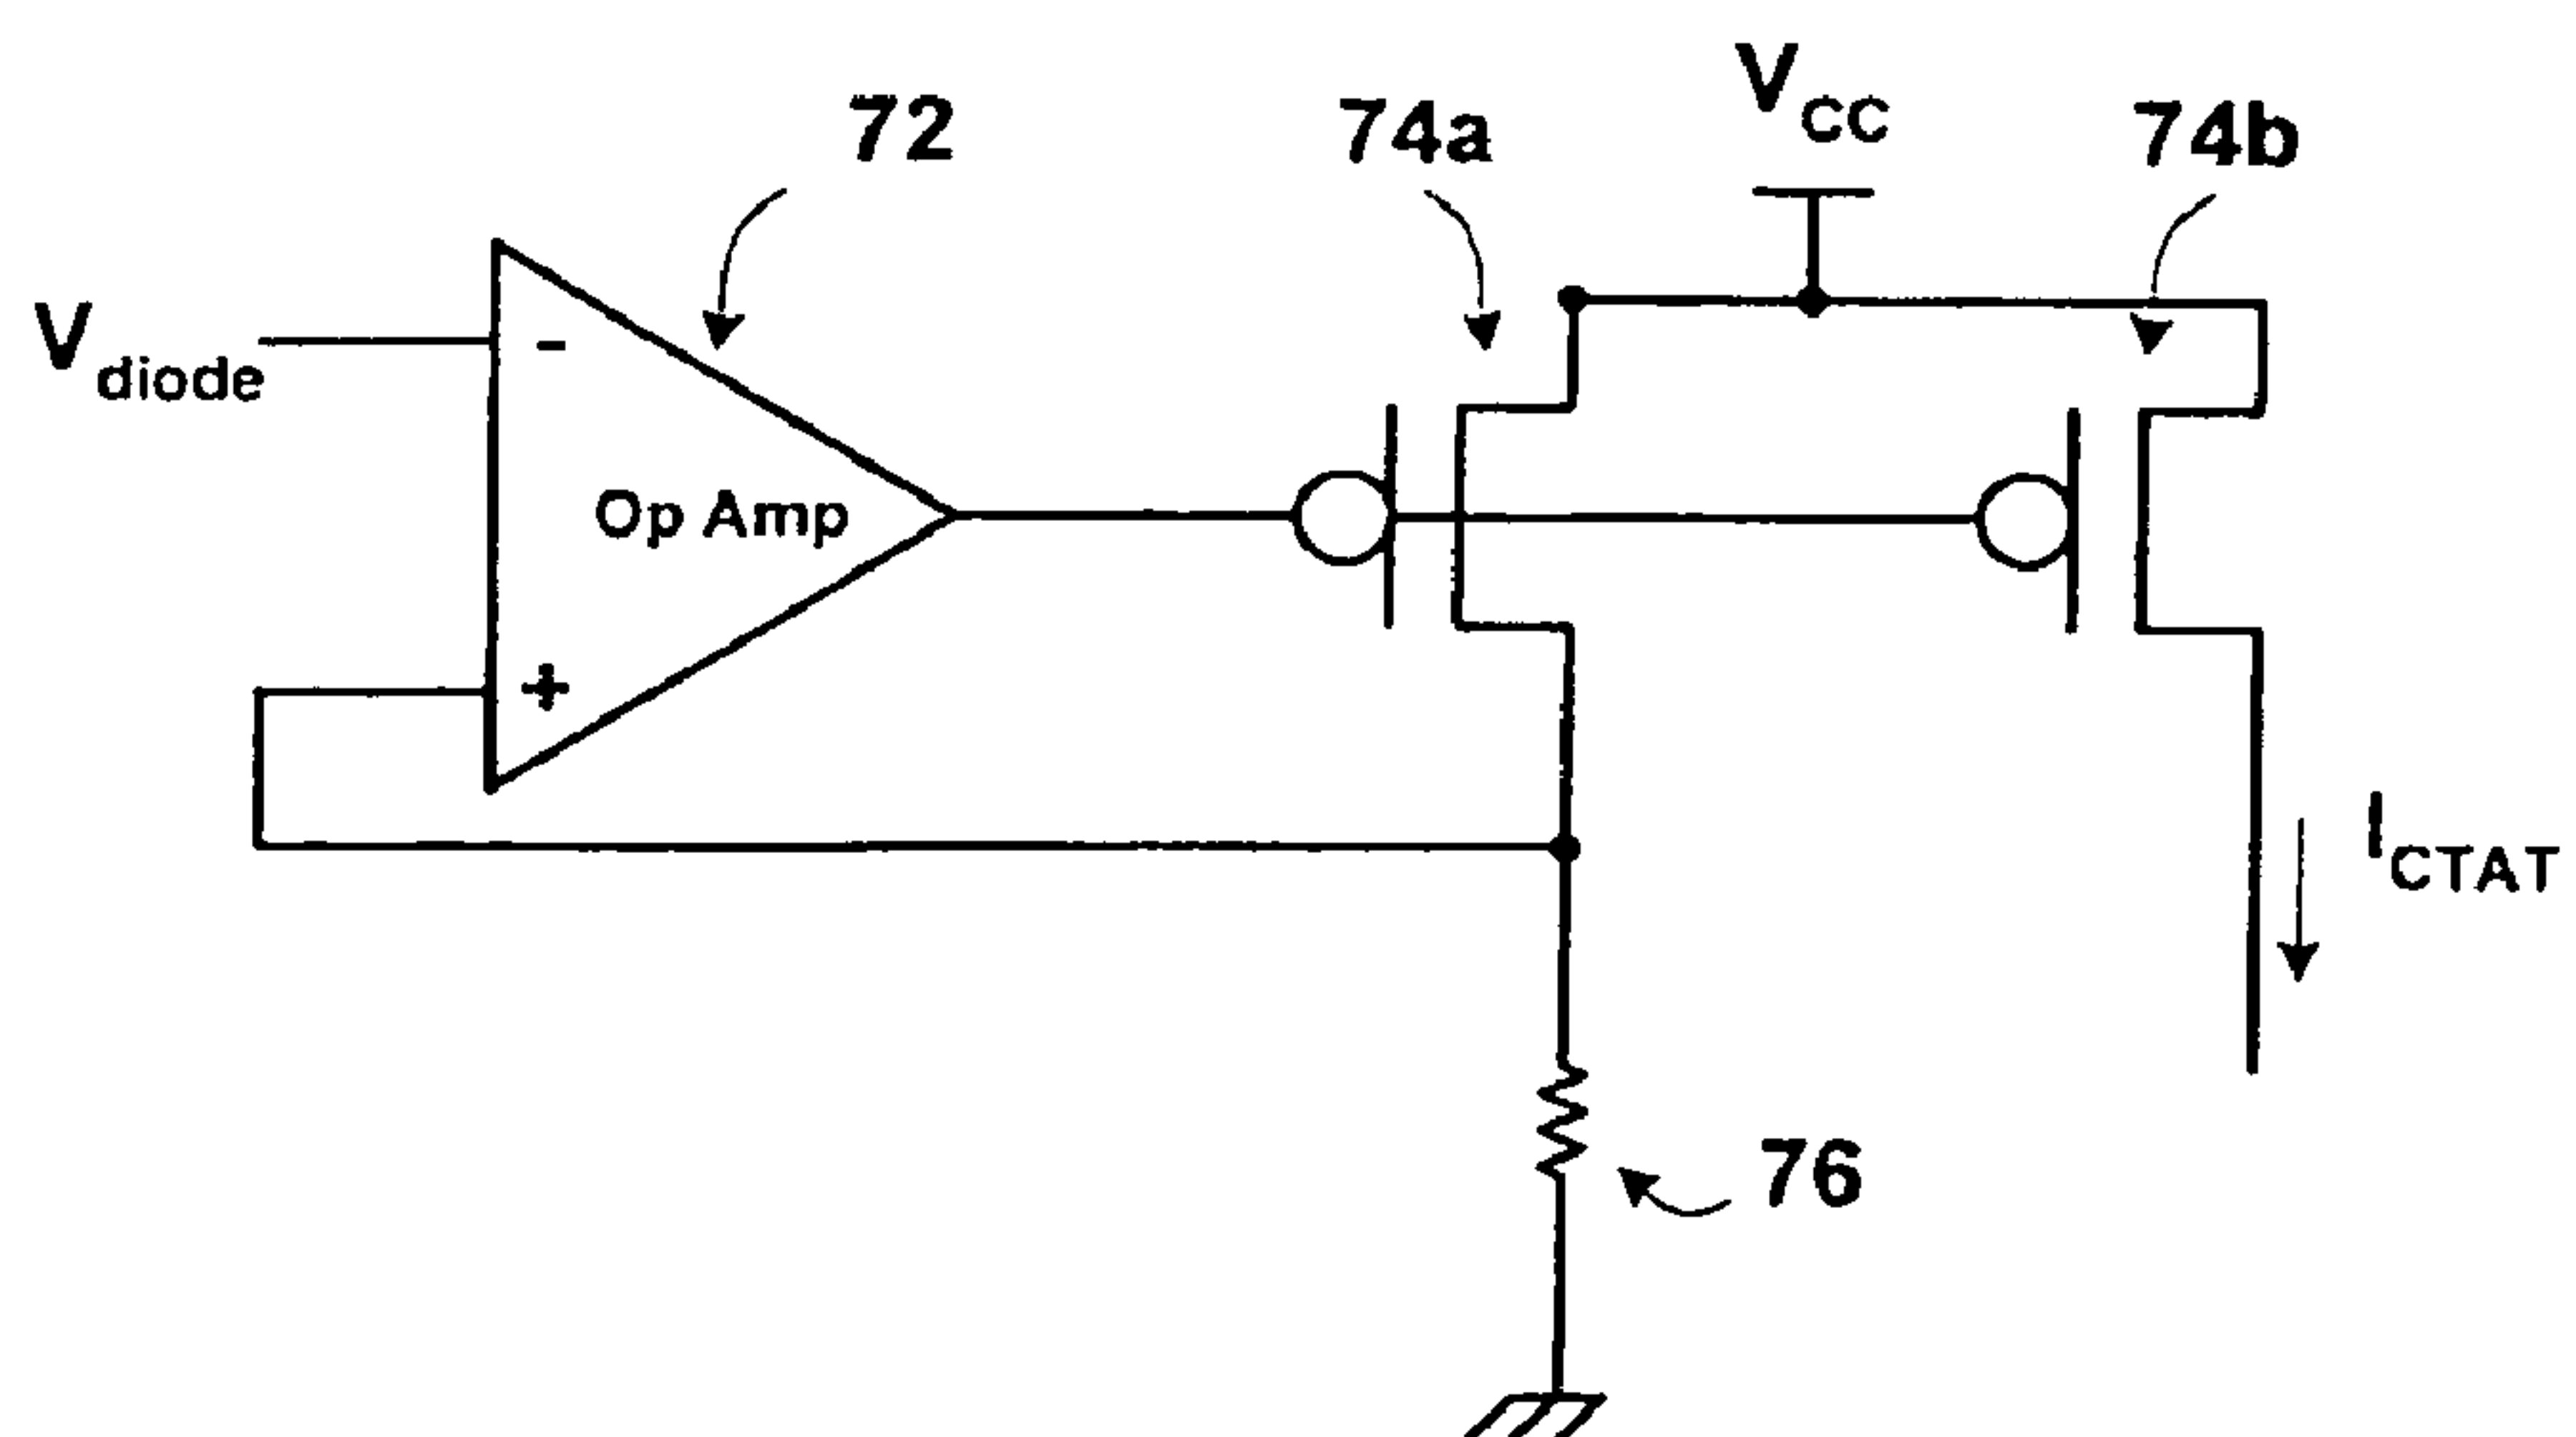 72
74a
VCC
74b
Vdiode
-
Op Amp
+
ICTAT
76